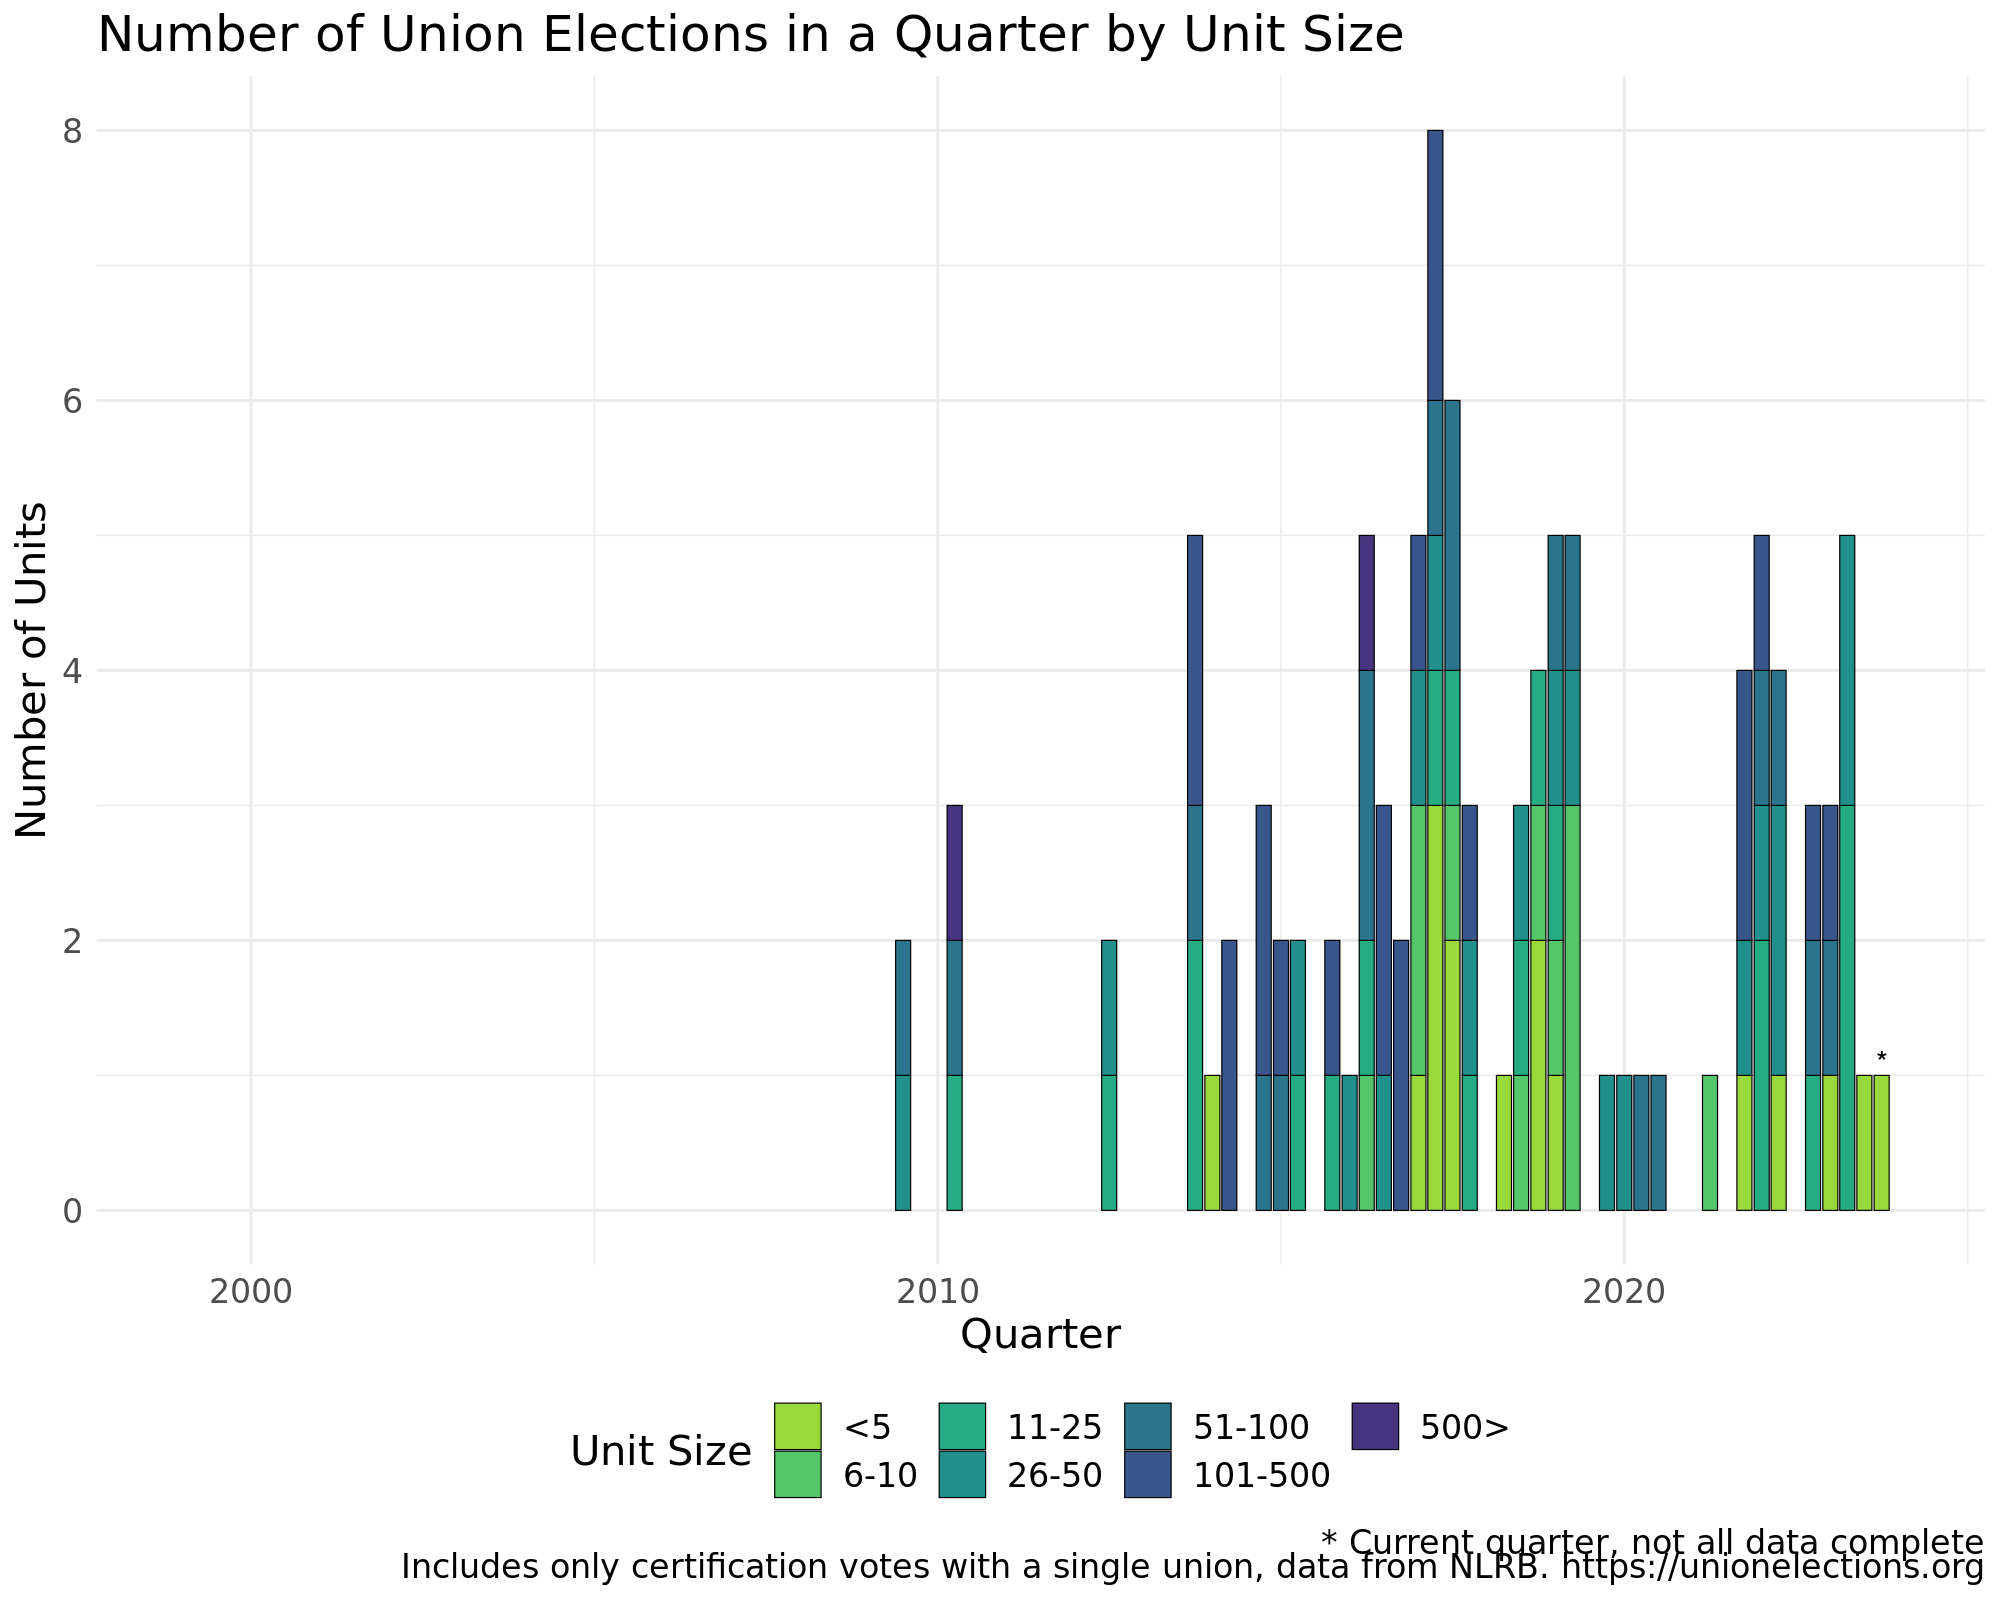 Number of Union Elections in a Quarter by Unit Size
8
6
4
2
0
Number of Units
*
2000 2010 2020
Quarter
Unit Size
<5 11-25 51-100 500>
6-10 26-50 101-500
* Current quarter, not all data complete
Includes only certification votes with a single union, data from NLRB. https://unionelections.org